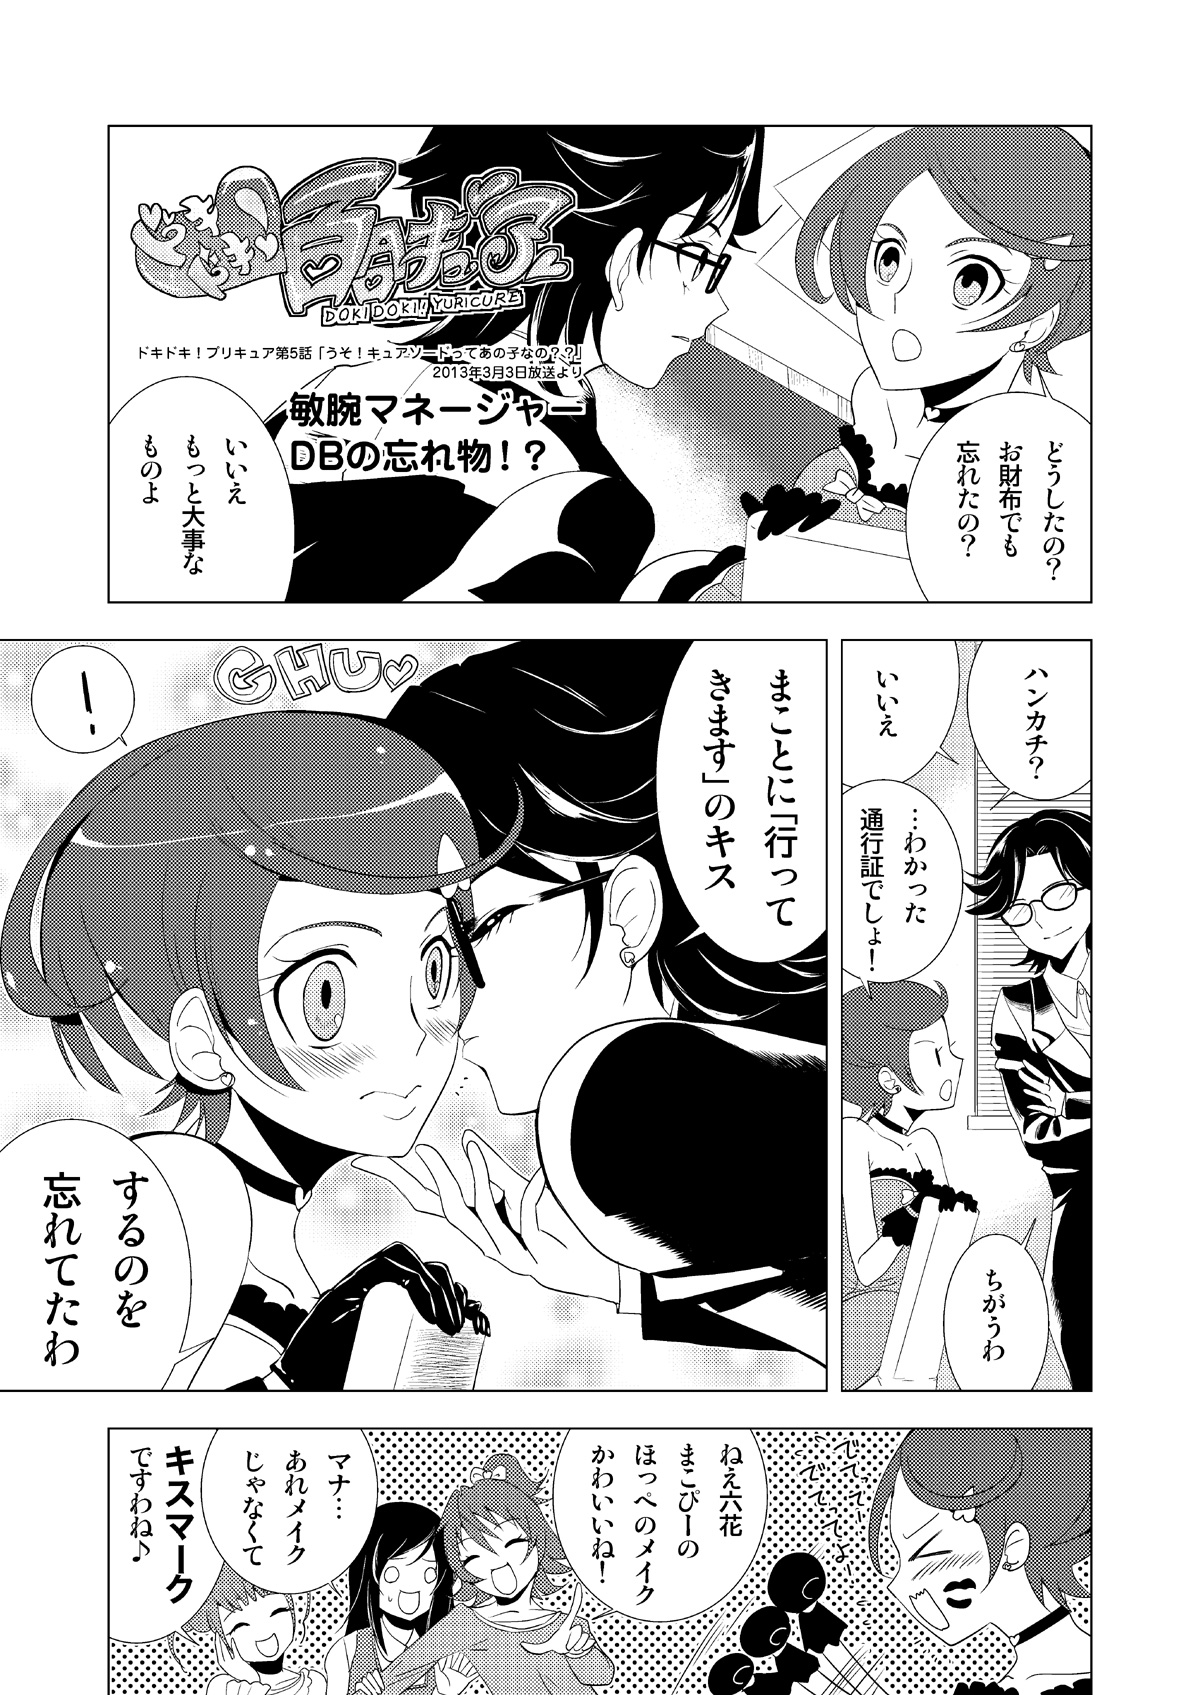 どきどき!
百合キュア
DOKIDOKI! YURICURE
ドキドキ!プリキュア第5話「うそ!キュアソードってあの子なの??」
2013年3月3日放送より
敏腕マネージャー
DBの忘れ物!?
どうしたの?
お財布でも
忘れたの?
いいえ
もっと大事な
ものよ
ハンカチ?
いいえ
…わかった
通行証でしょ!
ちがうわ
まことに「行って
きます」のキス
CHU♡
!
するのを
忘れてたわ
でてってー
でてってよー
ねえ六花
まこぴーの
ほっぺのメイク
かわいいね!
マナ…
あれメイク
じゃなくて
キスマーク
ですわね♪